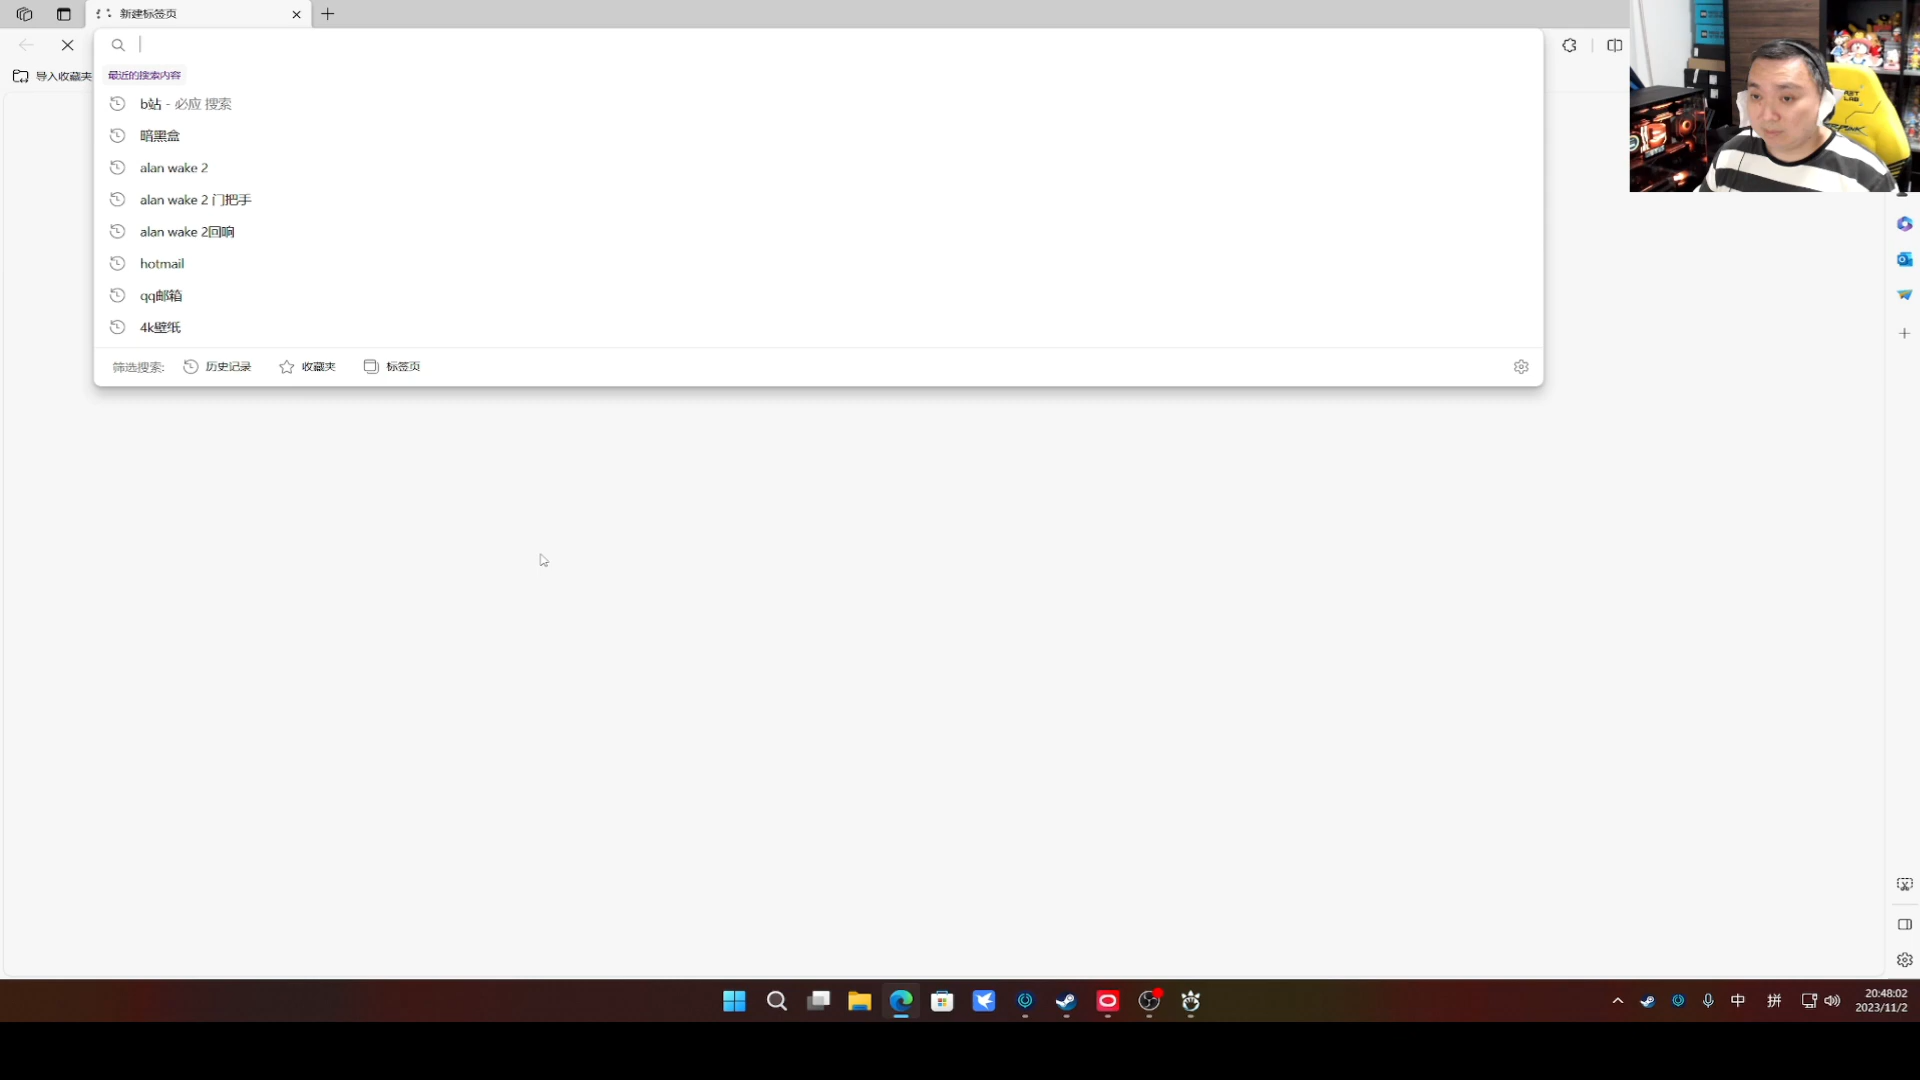 新建标签页
导入收藏夹
最近的搜索内容
b站 - 必应 搜索
暗黑盒
alan wake 2
alan wake 2 门把手
alan wake 2回响
hotmail
qq邮箱
4k壁纸
筛选搜索: 历史记录 收藏夹 标签页
中 拼
20:48:02
2023/11/2